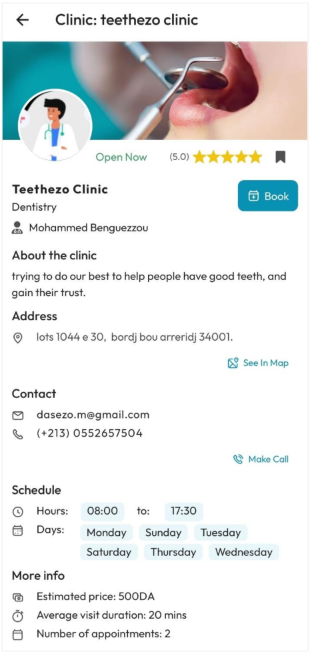 Clinic: teethezo clinic
Open Now (5.0)
Teethezo Clinic
Book
Dentistry
Mohammed Benguezzou
About the clinic
trying to do our best to help people have good teeth, and
gain their trust.
Address
lots 1044 e 30, bordj bou arreridj 34001.
See In Map
Contact
dasezo.m@gmail.com
(+213) 0552657504
Make Call
Schedule
Hours: 08:00 to: 17:30
Days: Monday Sunday Tuesday
Saturday Thursday Wednesday
More info
Estimated price: 500DA
Average visit duration: 20 mins
Number of appointments: 2